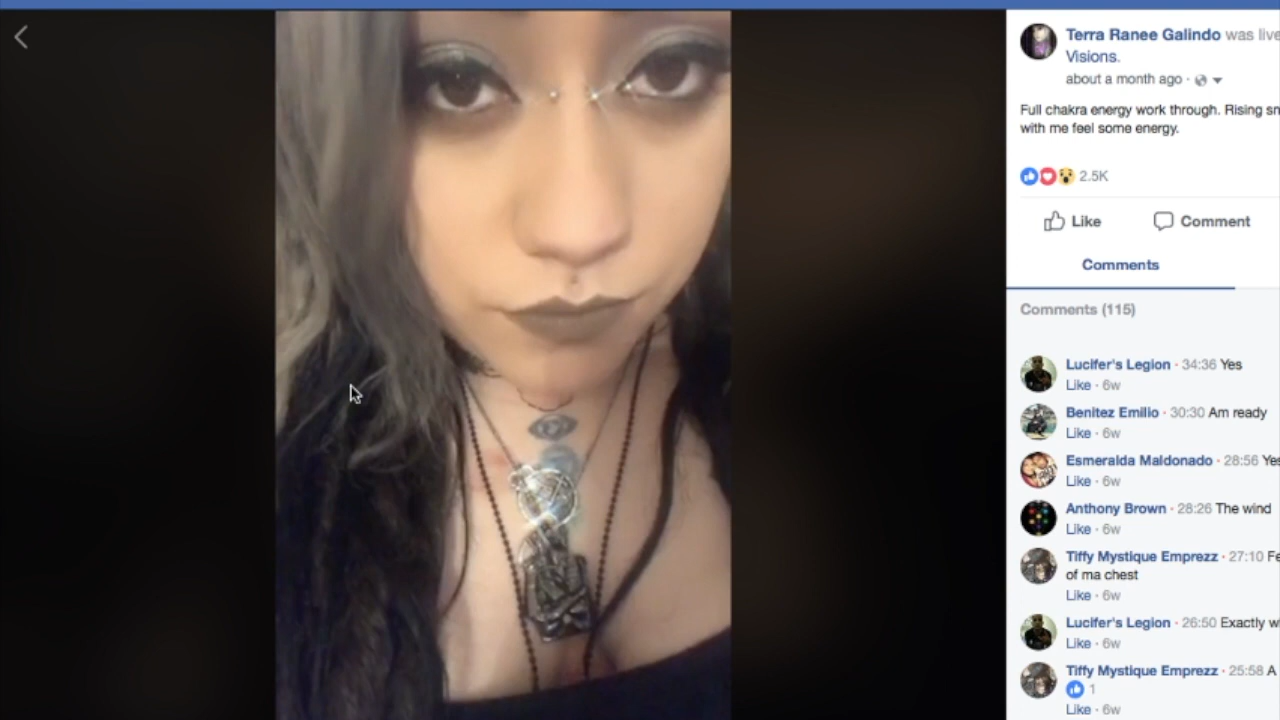 Terra Ranee Galindo was live
Visions.
about a month ago ·
Full chakra energy work through. Rising
with me feel some energy.
2.5K
Like Comment
Comments
Comments (115)
Lucifer's Legion · 34:36 Yes
Like · 6w
Benitez Emilio · 30:30 Am ready
Like · 6w
Esmeralda Maldonado · 28:56
Like · 6w
Anthony Brown · 28:26 The wind
Like · 6w
Tiffy Mystique Emprezz · 27:10
of ma chest
Like · 6w
Lucifer's Legion · 26:50 Exactly
Like · 6w
Tiffy Mystique Emprezz · 25:58 A
1
Like · 6w